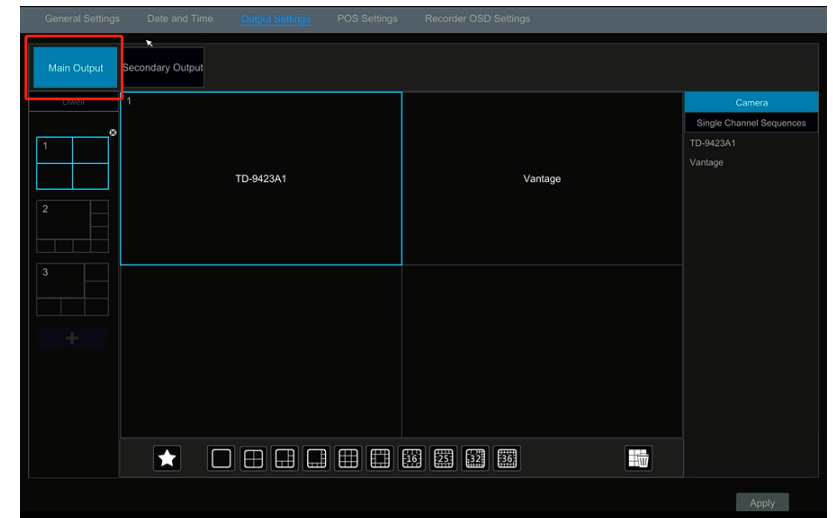 General Settings Date and Time Output Settings POS Settings Recorder OSD Settings
Main Output Secondary Output
Dwell
1
2
3
1
TD-9423A1
Vantage
Camera
Single Channel Sequences
TD-9423A1
Vantage
16 25 32 36
Apply